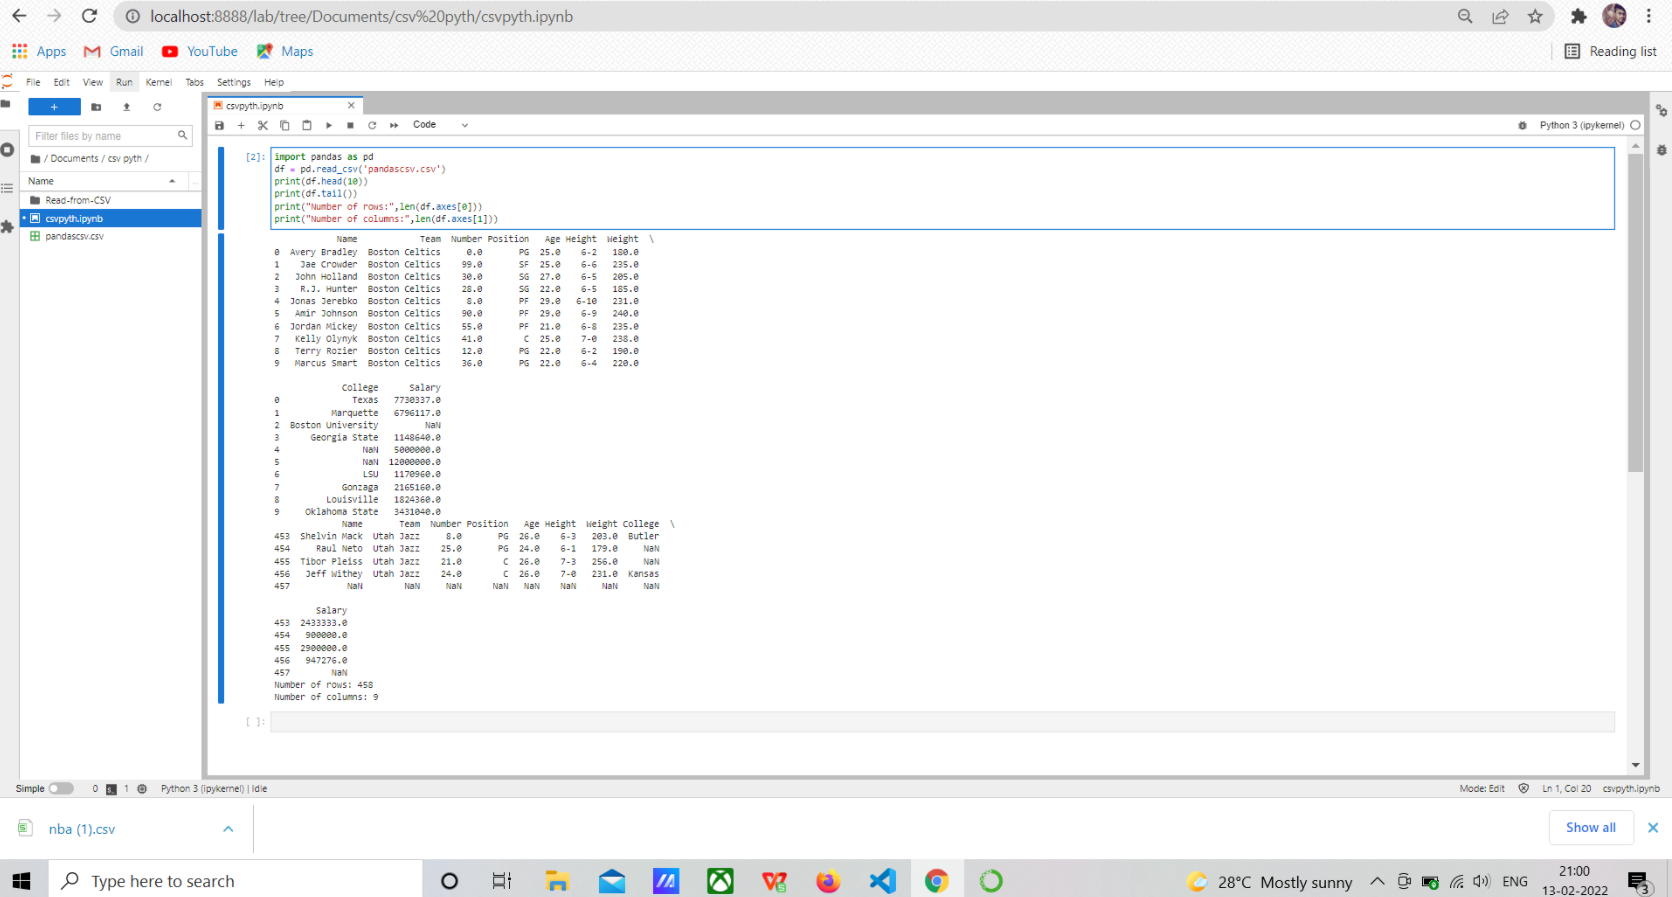 localhost:8888/lab/tree/Documents/csv%20pyth/csvpyth.ipynb
Apps Gmail YouTube Maps Reading list
File Edit View Run Kernel Tabs Settings Help
+ csvpyth.ipynb ×
Filter files by name
+ Code Python 3 (ipykernel)
/ Documents / csv pyth /
Name
Read-from-CSV
csvpyth.ipynb
pandascsv.csv
[2]: import pandas as pd
df = pd.read_csv('pandascsv.csv')
print(df.head(10))
print(df.tail())
print("Number of rows:",len(df.axes[0]))
print("Number of columns:",len(df.axes[1]))
Name Team Number Position Age Height Weight \
0 Avery Bradley Boston Celtics 0.0 PG 25.0 6-2 180.0
1 Jae Crowder Boston Celtics 99.0 SF 25.0 6-6 235.0
2 John Holland Boston Celtics 30.0 SG 27.0 6-5 205.0
3 R.J. Hunter Boston Celtics 28.0 SG 22.0 6-5 185.0
4 Jonas Jerebko Boston Celtics 8.0 PF 29.0 6-10 231.0
5 Amir Johnson Boston Celtics 90.0 PF 29.0 6-9 240.0
6 Jordan Mickey Boston Celtics 55.0 PF 21.0 6-8 235.0
7 Kelly Olynyk Boston Celtics 41.0 C 25.0 7-0 238.0
8 Terry Rozier Boston Celtics 12.0 PG 22.0 6-2 190.0
9 Marcus Smart Boston Celtics 36.0 PG 22.0 6-4 220.0
College Salary
0 Texas 7730337.0
1 Marquette 6796117.0
2 Boston University NaN
3 Georgia State 1148640.0
4 NaN 5000000.0
5 NaN 12000000.0
6 LSU 1170960.0
7 Gonzaga 2165160.0
8 Louisville 1824360.0
9 Oklahoma State 3431040.0
Name Team Number Position Age Height Weight College \
453 Shelvin Mack Utah Jazz 8.0 PG 26.0 6-3 203.0 Butler
454 Raul Neto Utah Jazz 25.0 PG 24.0 6-1 179.0 NaN
455 Tibor Pleiss Utah Jazz 21.0 C 26.0 7-3 256.0 NaN
456 Jeff Withey Utah Jazz 24.0 C 26.0 7-0 231.0 Kansas
457 NaN NaN NaN NaN NaN NaN NaN NaN
Salary
453 2433333.0
454 900000.0
455 2900000.0
456 947276.0
457 NaN
Number of rows: 458
Number of columns: 9
[ ]:
Simple 0 1 Python 3 (ipykernel) | Idle Mode: Edit Ln 1, Col 20 csvpyth.ipynb
nba (1).csv Show all
Type here to search 28°C Mostly sunny ENG 21:00
13-02-2022 3